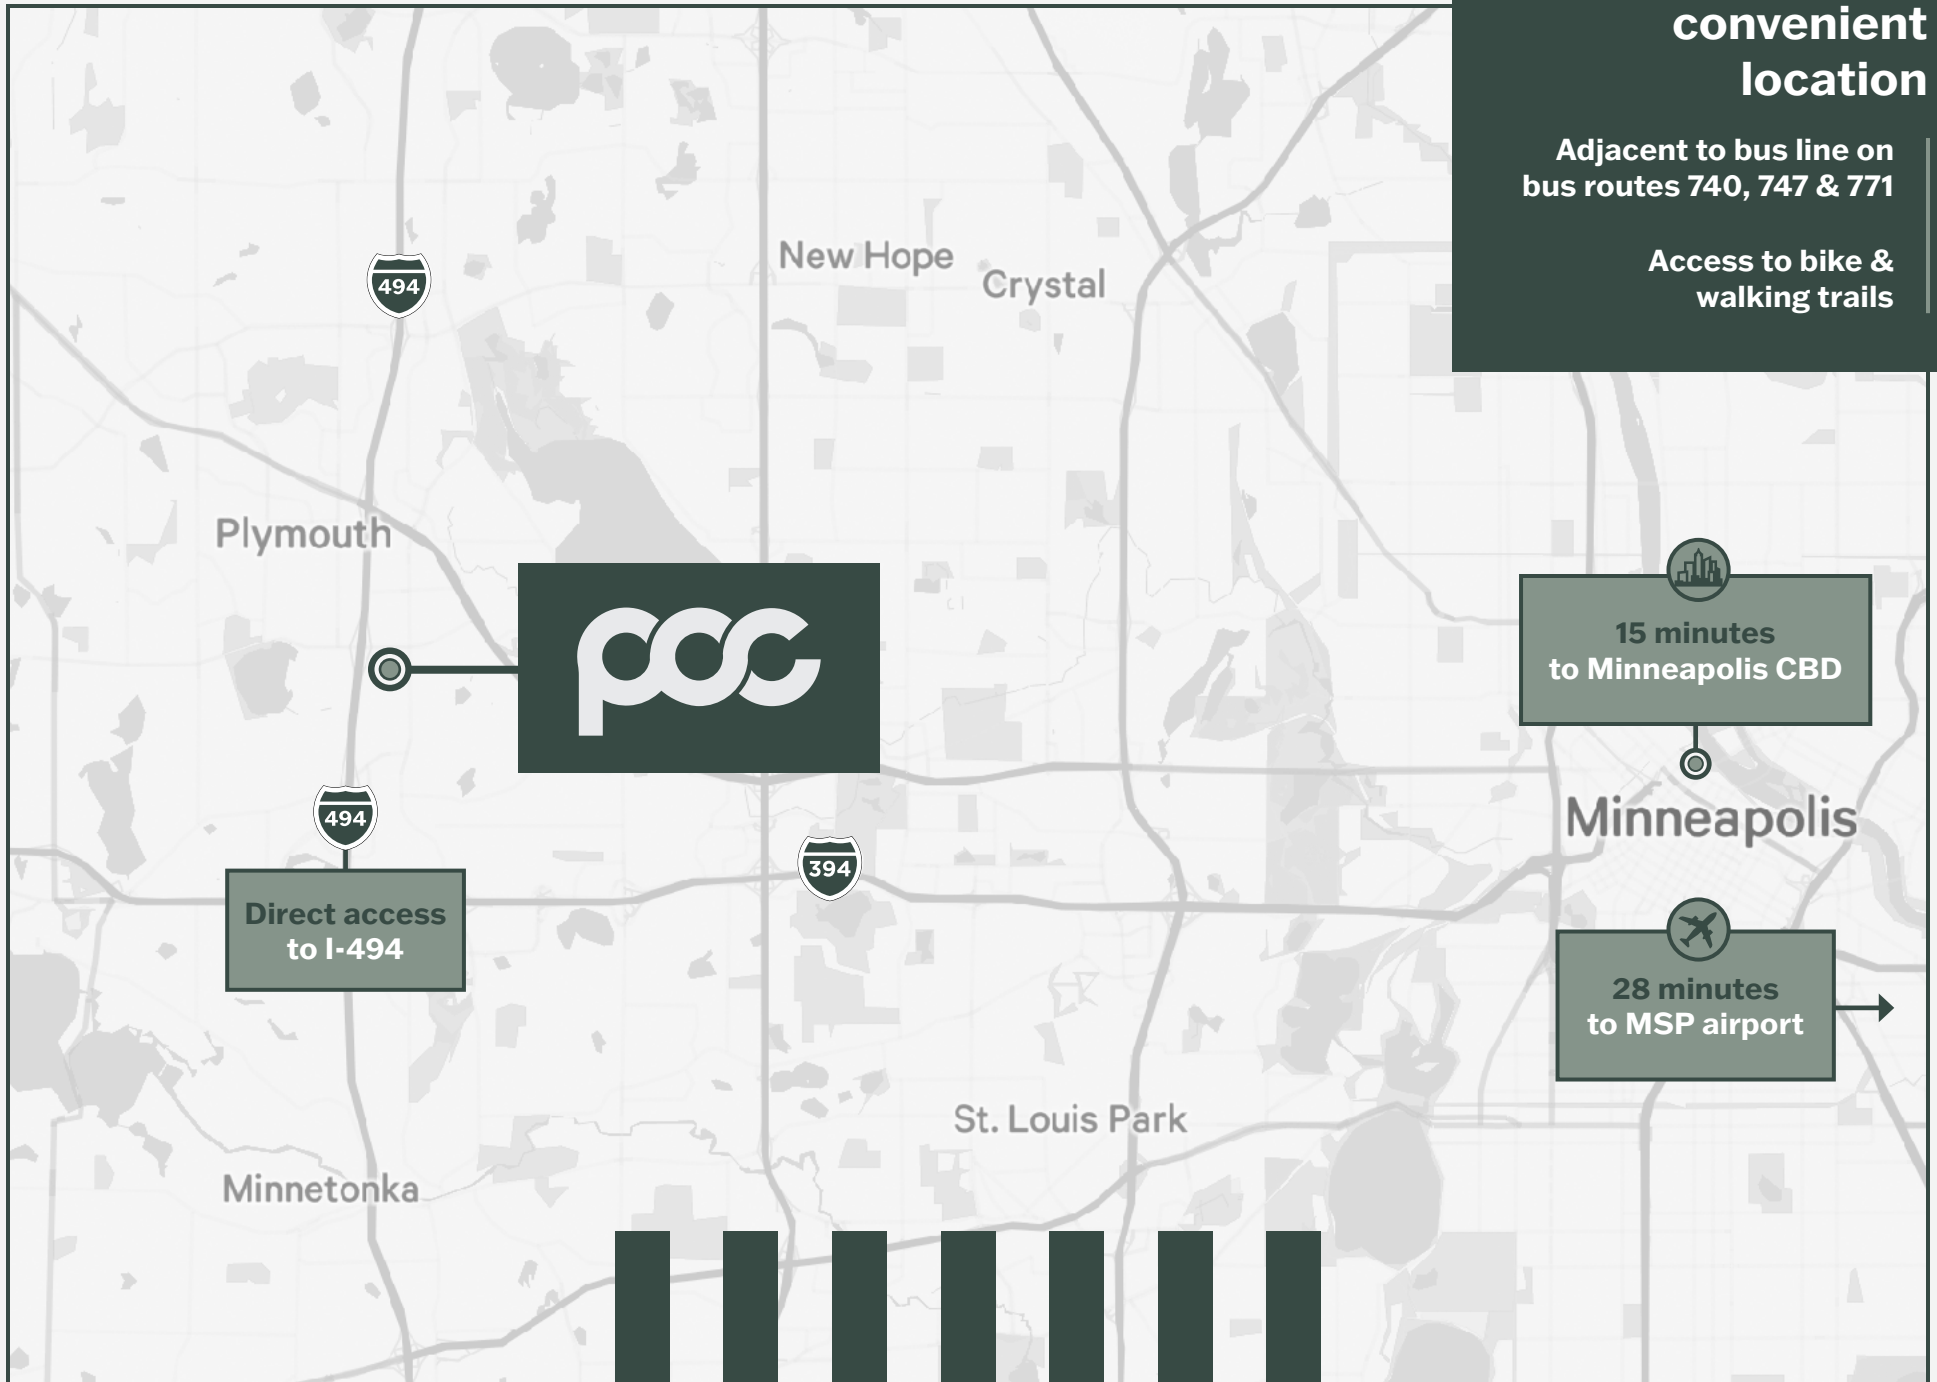 convenient
location
Adjacent to bus line on
bus routes 740, 747 & 771
Access to bike &
walking trails
New Hope
Crystal
494
Plymouth
pcc
15 minutes
to Minneapolis CBD
Minneapolis
494
394
Direct access
to I-494
28 minutes
to MSP airport
St. Louis Park
Minnetonka